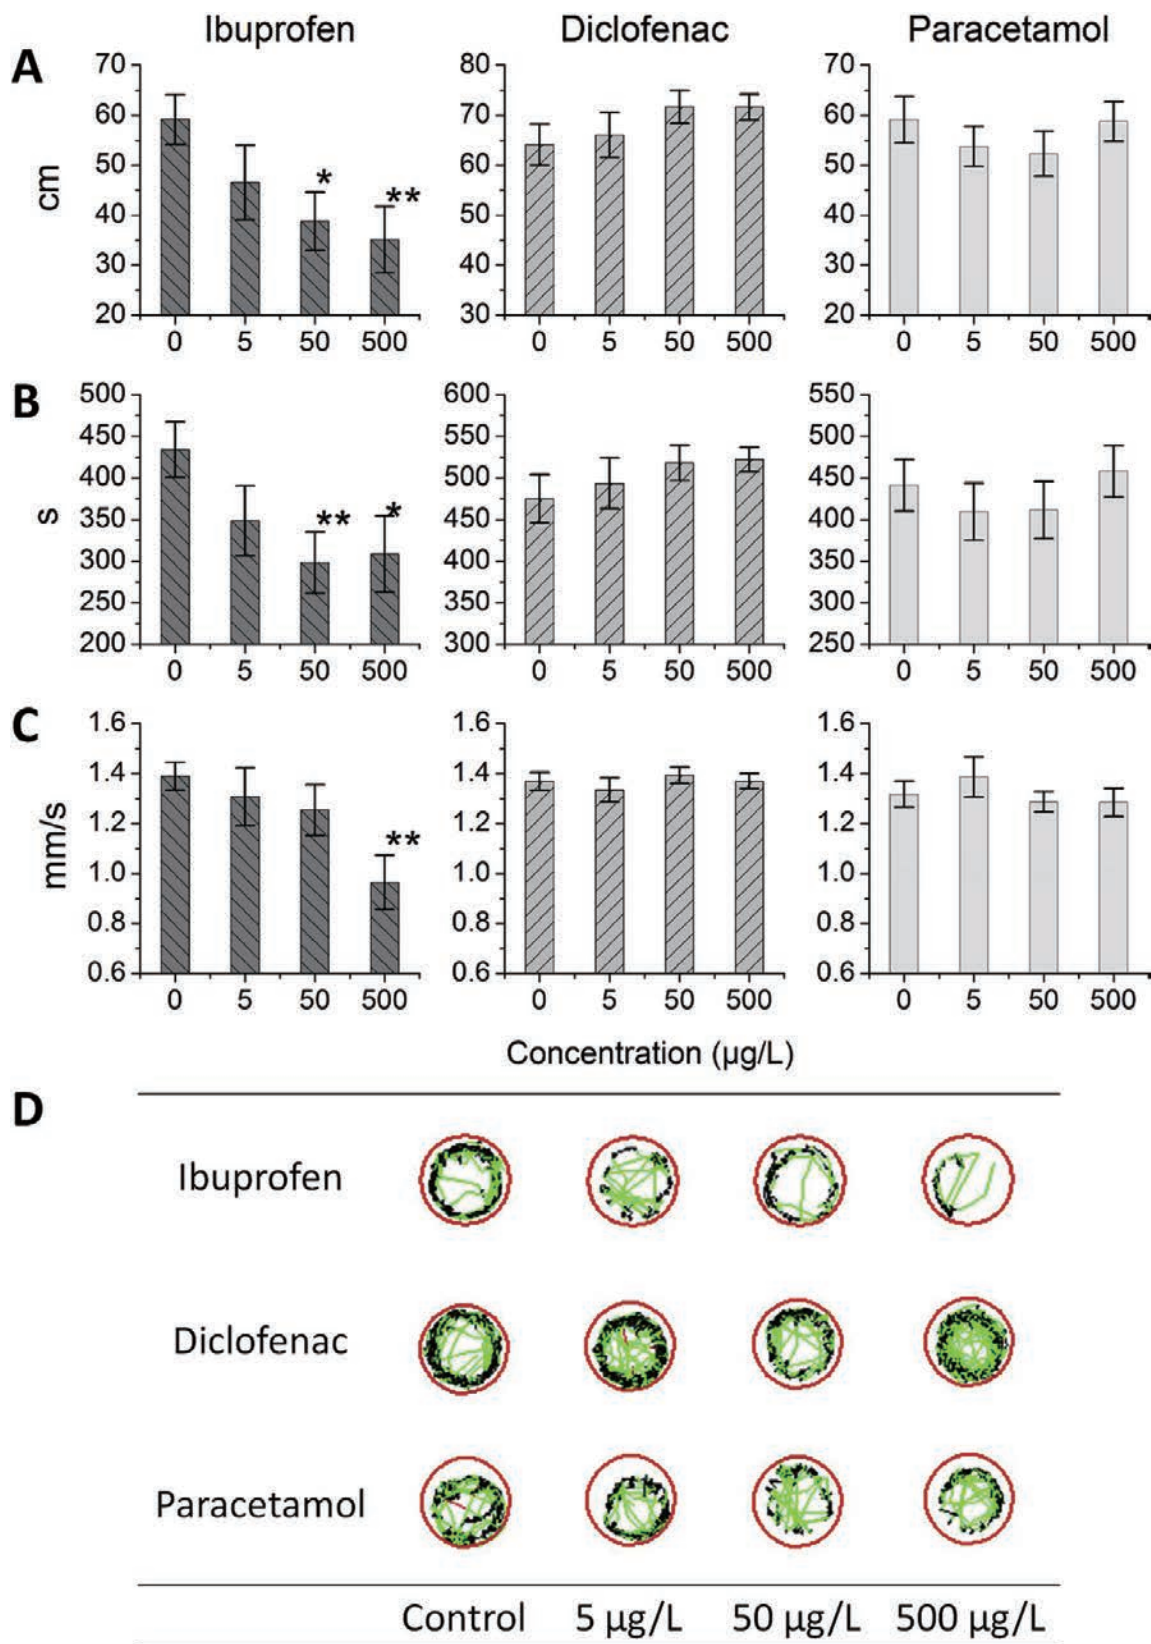 Ibuprofen Diclofenac Paracetamol
A
cm
70 60 50 40 30 20
* **
0 5 50 500
80 70 60 50 40 30
0 5 50 500
70 60 50 40 30 20
0 5 50 500
B
s
500 450 400 350 300 250 200
** *
0 5 50 500
600 550 500 450 400 350 300
0 5 50 500
550 500 450 400 350 300 250
0 5 50 500
C
mm/s
1.6 1.4 1.2 1.0 0.8 0.6
**
0 5 50 500
1.6 1.4 1.2 1.0 0.8 0.6
0 5 50 500
1.6 1.4 1.2 1.0 0.8 0.6
0 5 50 500
Concentration (µg/L)
D
Ibuprofen
Diclofenac
Paracetamol
Control 5 µg/L 50 µg/L 500 µg/L